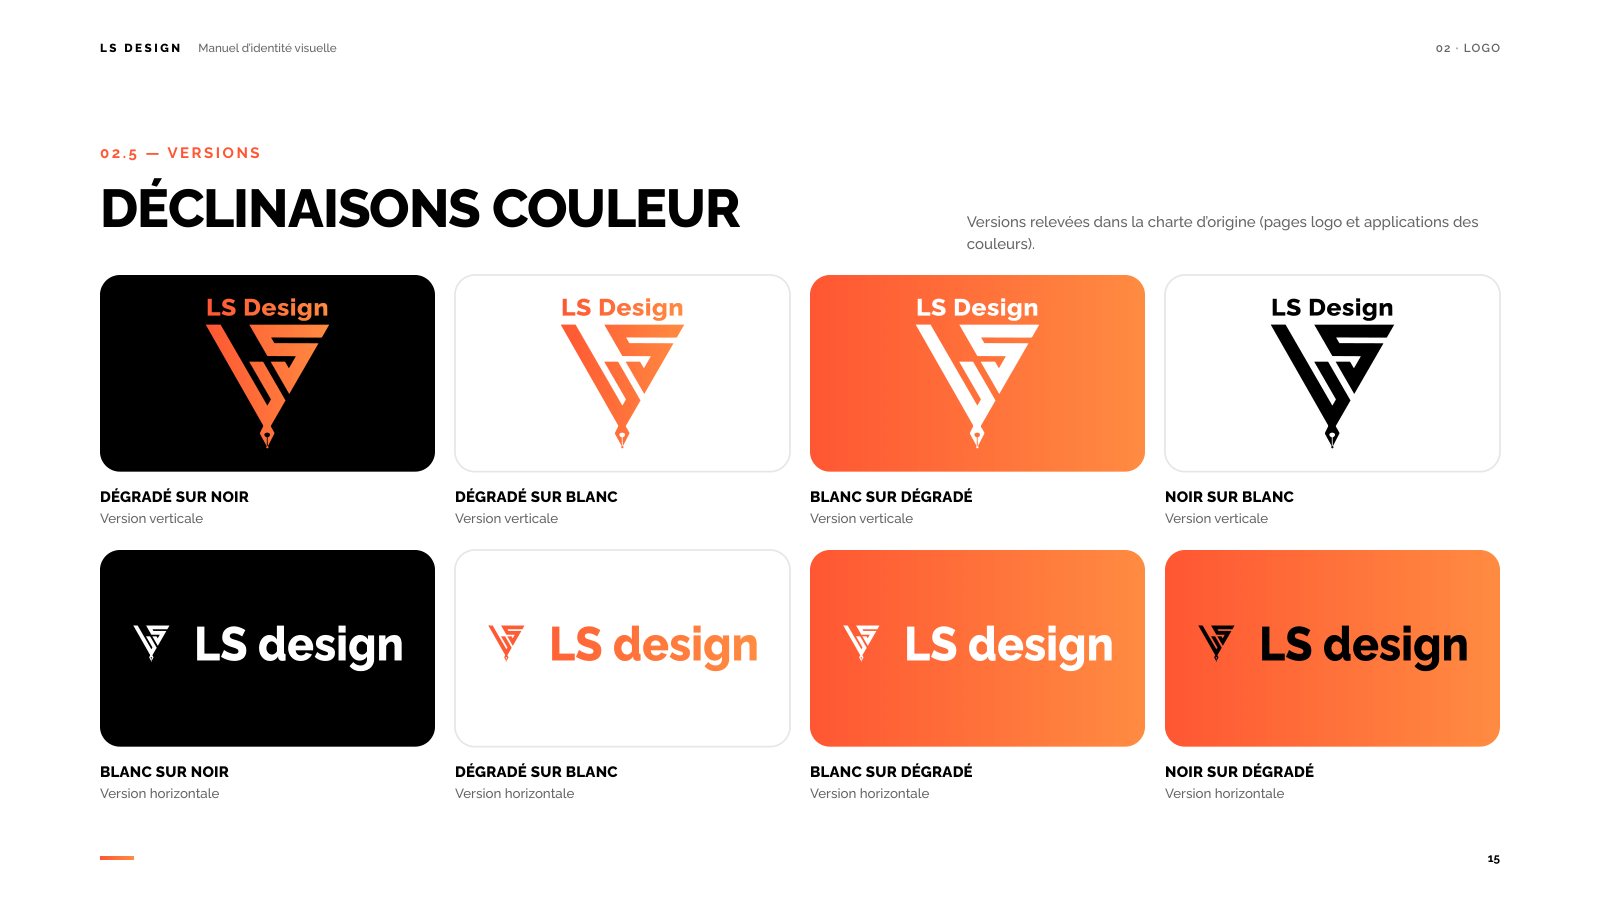 LS DESIGN Manuel d'identité visuelle
02 · LOGO
02.5 — VERSIONS
DÉCLINAISONS COULEUR
Versions relevées dans la charte d'origine (pages logo et applications des
couleurs).
LS Design
LS Design
LS Design
LS Design
DÉGRADÉ SUR NOIR
Version verticale
DÉGRADÉ SUR BLANC
Version verticale
BLANC SUR DÉGRADÉ
Version verticale
NOIR SUR BLANC
Version verticale
LS design
LS design
LS design
LS design
BLANC SUR NOIR
Version horizontale
DÉGRADÉ SUR BLANC
Version horizontale
BLANC SUR DÉGRADÉ
Version horizontale
NOIR SUR DÉGRADÉ
Version horizontale
15